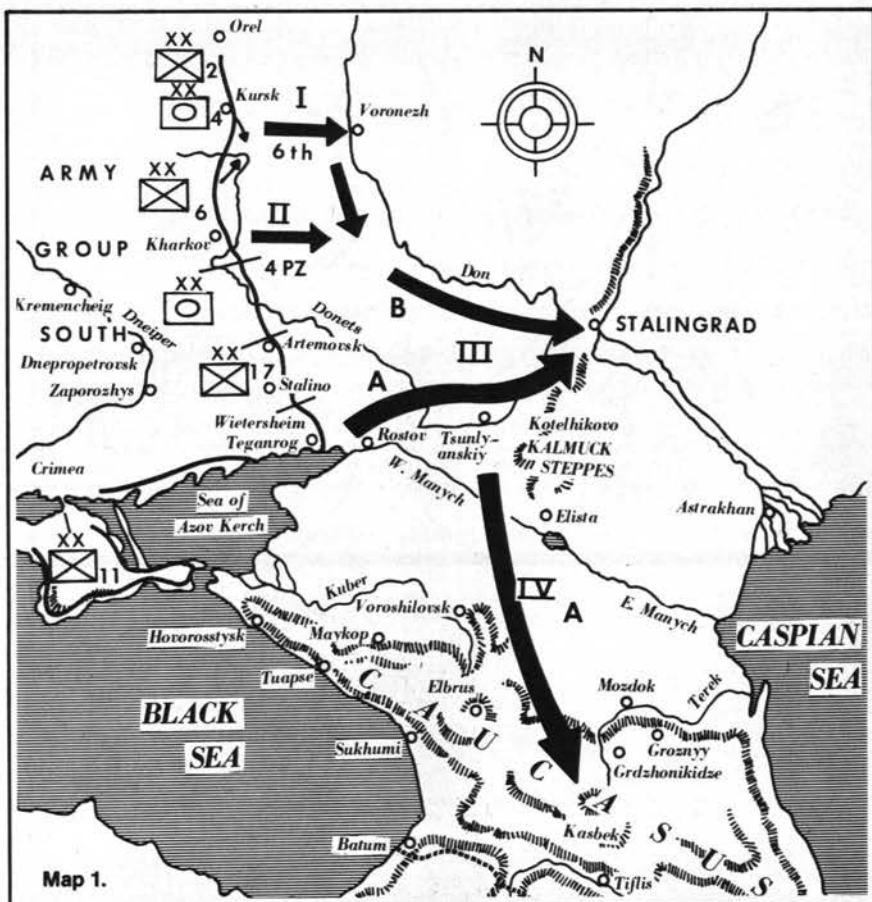 XX
Orel
2
XX
Kursk
4
I
N
Voronezh
6th
ARMY
XX
6
II
Kharkov
GROUP
4 PZ
Don
Kremencheig
Dneiper
Donets
B
STALINGRAD
SOUTH
Artemovsk
III
Dnepropetrovsk
XX
17
A
Zaporozhys
Stalino
Kotelhikovo
Wietersheim
Tsunly-
anskiy
KALMUCK
Teganrog
Rostov
STEPPES
Crimea
W. Manych
Sea of
Azov Kerch
Elista
Astrakhan
XX
11
Kuber
IV
Voroshilovsk
A
E. Manych
Hovorosstysk
Maykop
CASPIAN
SEA
Tuapse
Elbrus
Mozdok
Terek
BLACK
SEA
Groznyy
Sukhumi
Grdzhonikidze
CAUCASUS
Kasbek
Batum
Map 1.
Tiflis